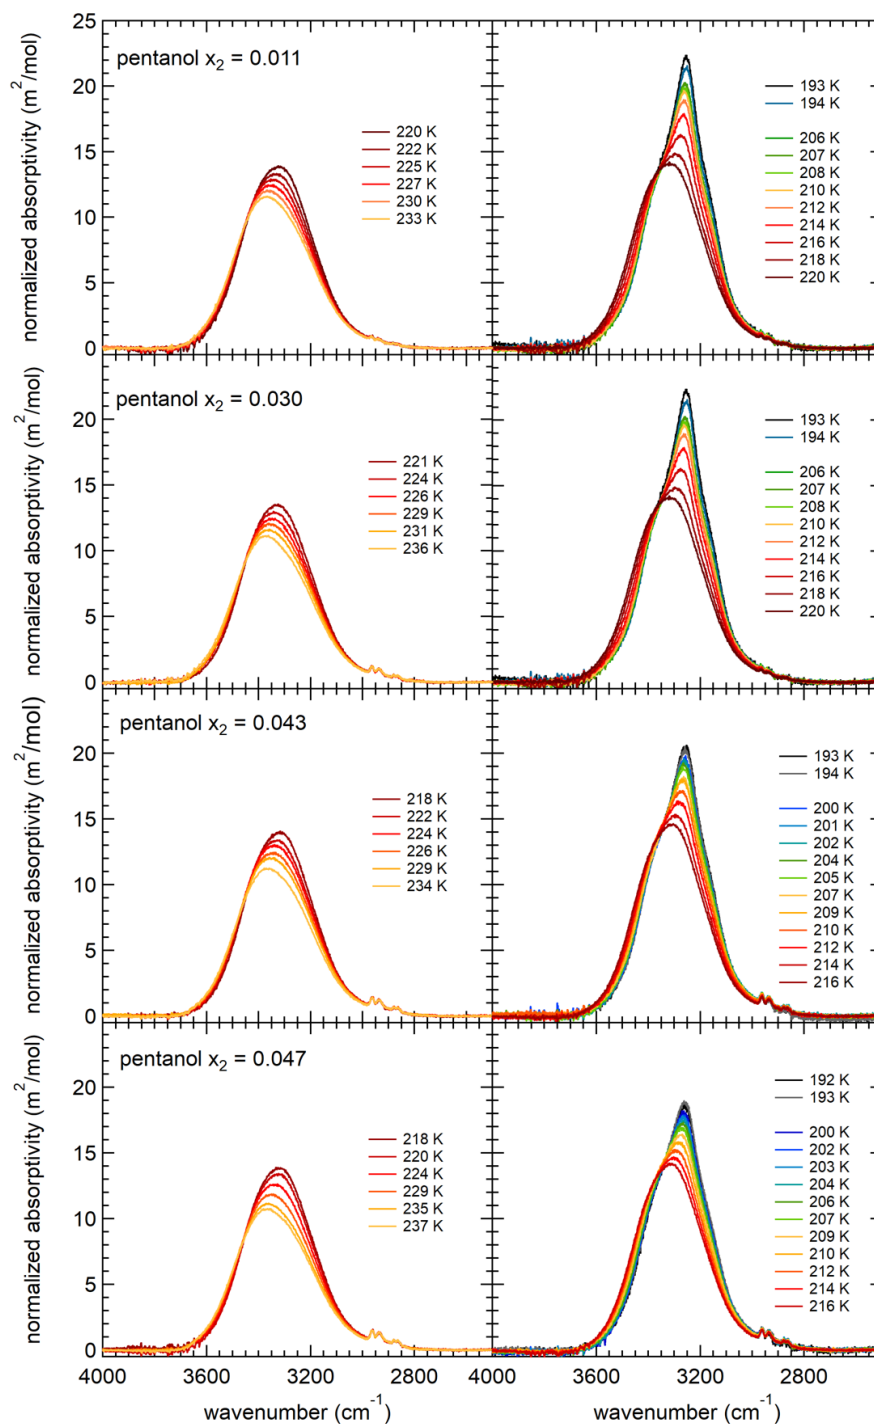 25
20
15
10
5
0
normalized absorptivity (m²/mol)
pentanol x₂ = 0.011
220 K
222 K
225 K
227 K
230 K
233 K
193 K
194 K
206 K
207 K
208 K
210 K
212 K
214 K
216 K
218 K
220 K
20
15
10
5
0
normalized absorptivity (m²/mol)
pentanol x₂ = 0.030
221 K
224 K
226 K
229 K
231 K
236 K
193 K
194 K
206 K
207 K
208 K
210 K
212 K
214 K
216 K
218 K
220 K
20
15
10
5
0
normalized absorptivity (m²/mol)
pentanol x₂ = 0.043
218 K
222 K
224 K
226 K
229 K
234 K
193 K
194 K
200 K
201 K
202 K
204 K
205 K
207 K
209 K
210 K
212 K
214 K
216 K
20
15
10
5
0
normalized absorptivity (m²/mol)
pentanol x₂ = 0.047
218 K
220 K
224 K
229 K
235 K
237 K
192 K
193 K
200 K
202 K
203 K
204 K
206 K
207 K
209 K
210 K
212 K
214 K
216 K
4000 3600 3200 2800 4000 3600 3200 2800
wavenumber (cm⁻¹) wavenumber (cm⁻¹)